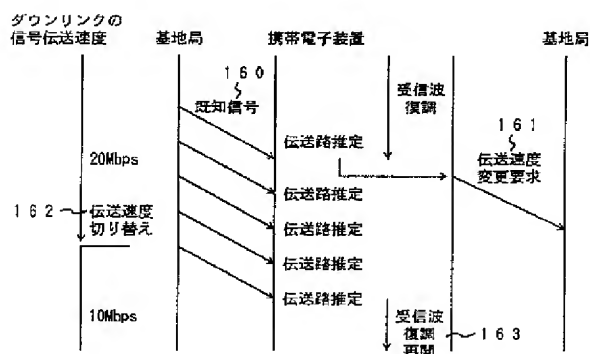 ダウンリンクの
信号伝送速度
基地局
携帯電子装置
基地局
160
既知信号
受信波
復調
161
伝送速度
変更要求
20Mbps
伝送路推定
伝送路推定
伝送路推定
伝送路推定
伝送路推定
162
伝送速度
切り替え
10Mbps
受信波
復調
再開
163